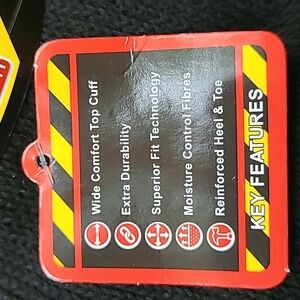 KEY FEATURES
Reinforced Heel & Toe
Moisture Control Fibres
Superior Fit Technology
Extra Durability
Wide Comfort Top Cuff